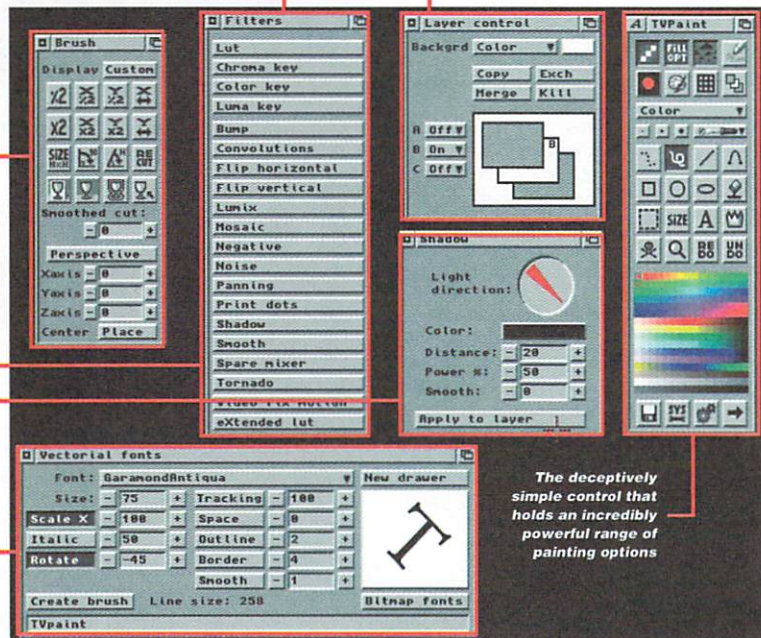 Brush
Display Custom
SIZE
RE CUT
Smoothed cut:
- 0 +
Perspective
Xaxis - 0 +
Yaxis - 0 +
Zaxis - 0 +
Center Place
Filters
Lut
Chroma key
Color key
Luma key
Bump
Convolutions
Flip horizontal
Flip vertical
Lumix
Mosaic
Negative
Noise
Panning
Print dots
Shadow
Smooth
Spare mixer
Tornado
Video fix Motion
eXtended lut
Layer control
Backgrd Color
Copy Exch
Merge Kill
A Off
B On
C Off
B
Shadow
Light
direction:
Color:
Distance: - 20 +
Power %: - 50 +
Smooth: - 0 +
Apply to layer
TVPaint
FILL OPT
Color
SIZE A
RE DO UN DO
SYS
Vectorial fonts
Font: GaramondAntiqua New drawer
Size: - 75 + Tracking - 100 +
Scale X - 100 + Space - 0 +
Italic - 50 + Outline - 2 +
Rotate - -45 + Border - 4 +
Smooth - 1 +
T
Create brush Line size: 258 Bitmap fonts
TVpaint
The deceptively
simple control that
holds an incredibly
powerful range of
painting options